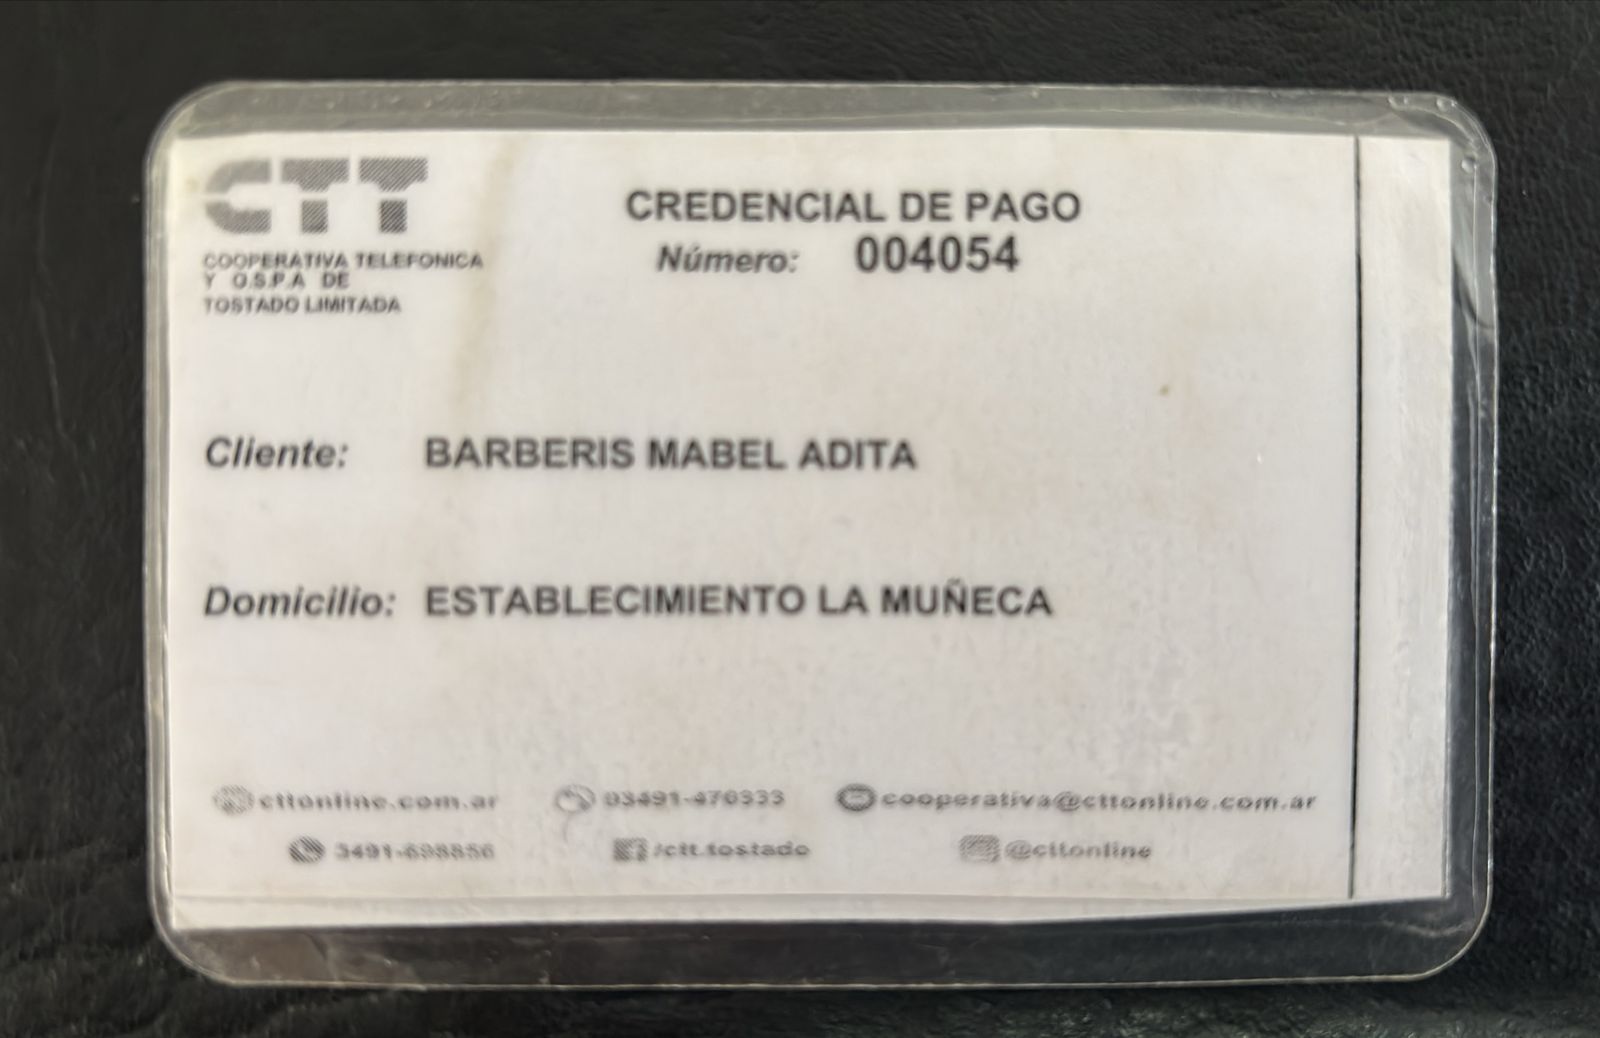 CTT
COOPERATIVA TELEFONICA
Y O.S.P.A DE
TOSTADO LIMITADA
CREDENCIAL DE PAGO
Número: 004054
Cliente: BARBERIS MABEL ADITA
Domicilio: ESTABLECIMIENTO LA MUÑECA
cttonline.com.ar 03491-470333 cooperativa@cttonline.com.ar
/ctt.tostado @cttonline